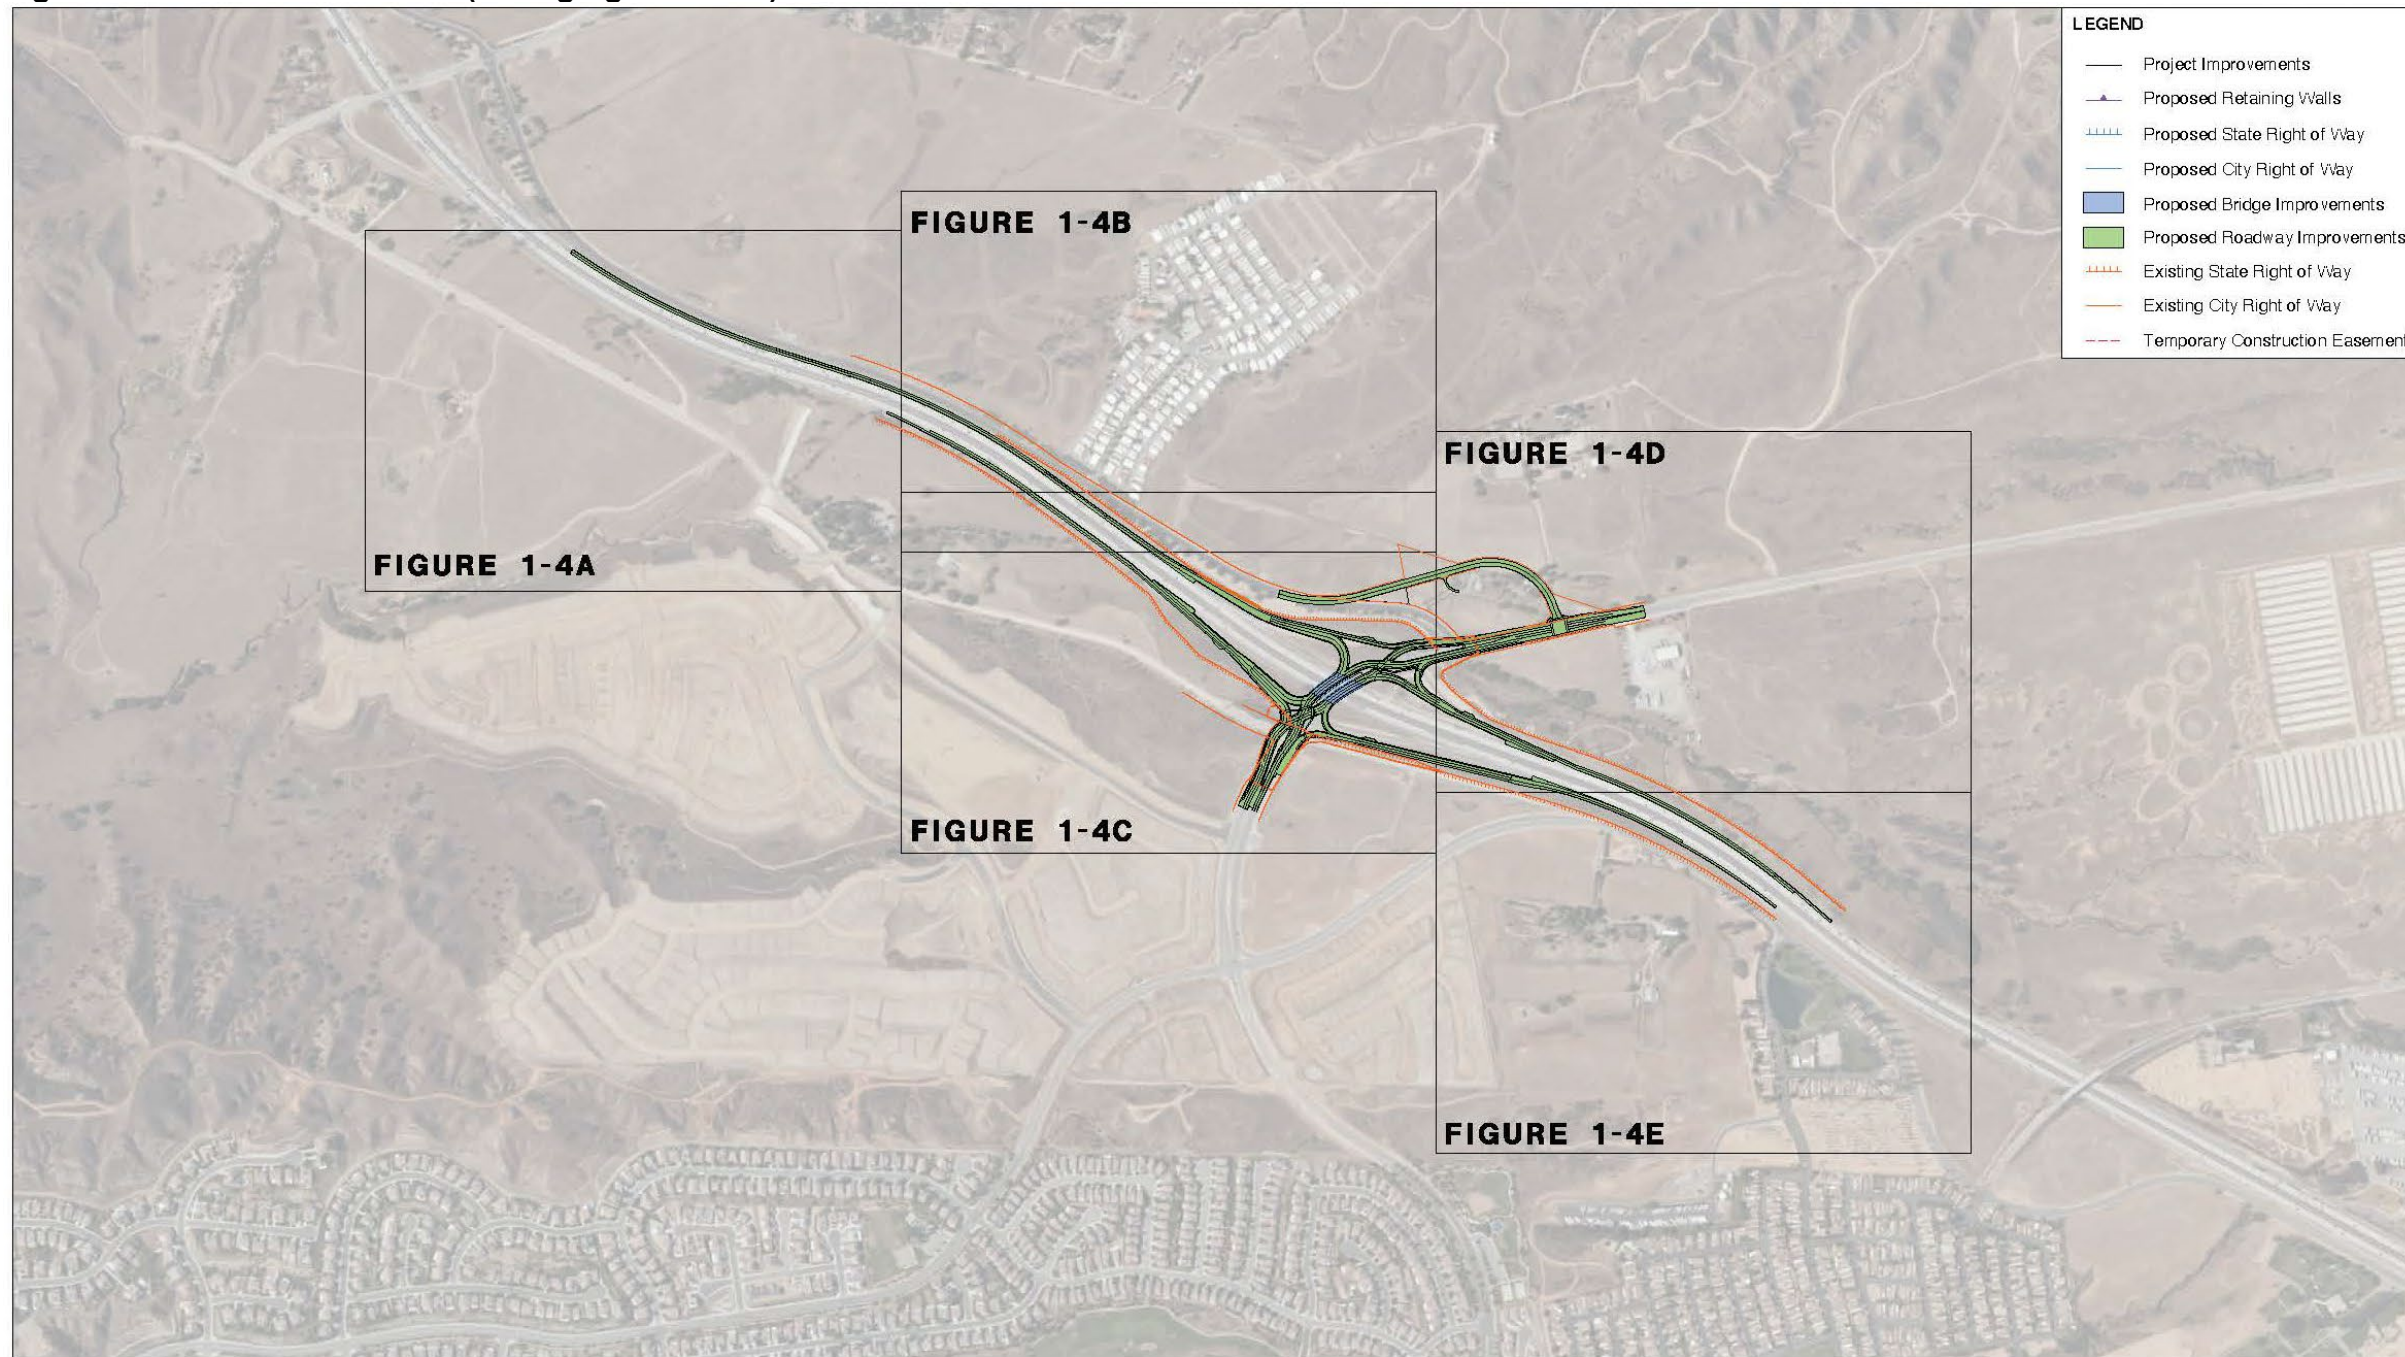 LEGEND
Project Improvements
Proposed Retaining Walls
Proposed State Right of Way
Proposed City Right of Way
Proposed Bridge Improvements
Proposed Roadway Improvements
Existing State Right of Way
Existing City Right of Way
Temporary Construction Easement
FIGURE 1-4B
FIGURE 1-4D
FIGURE 1-4A
FIGURE 1-4C
FIGURE 1-4E